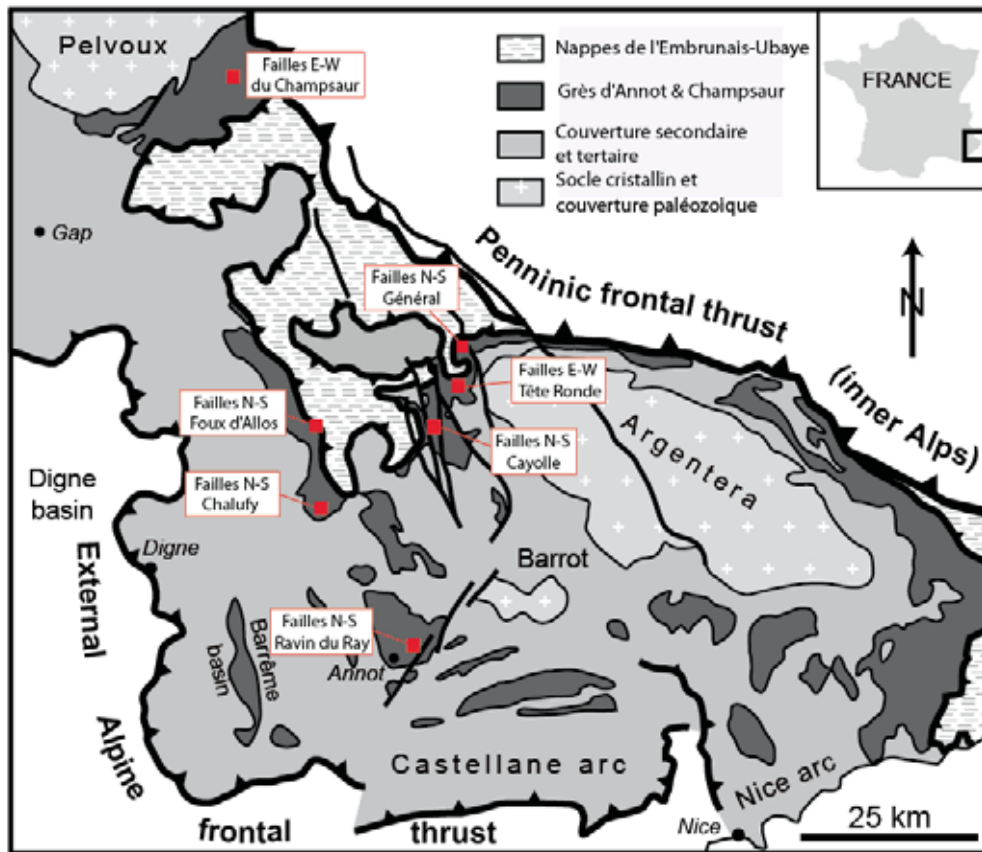 Pelvoux
Failles E-W
du Champsaur
Nappes de l'Embrunais-Ubaye
Grès d'Annot & Champsaur
Couverture secondaire
et tertaire
Socle cristallin et
couverture paléozoique
FRANCE
Gap
Penninic frontal thrust
(inner Alps)
N
Failles N-S
Général
Failles E-W
Tête Ronde
Failles N-S
Foux d'Allos
Failles N-S
Cayolle
Argentera
Failles N-S
Chalufy
Digne
basin
Digne
Barrot
External
Alpine
frontal
thrust
Failles N-S
Ravin du Ray
Annot
Barrême
basin
Castellane arc
Nice arc
Nice
25 km